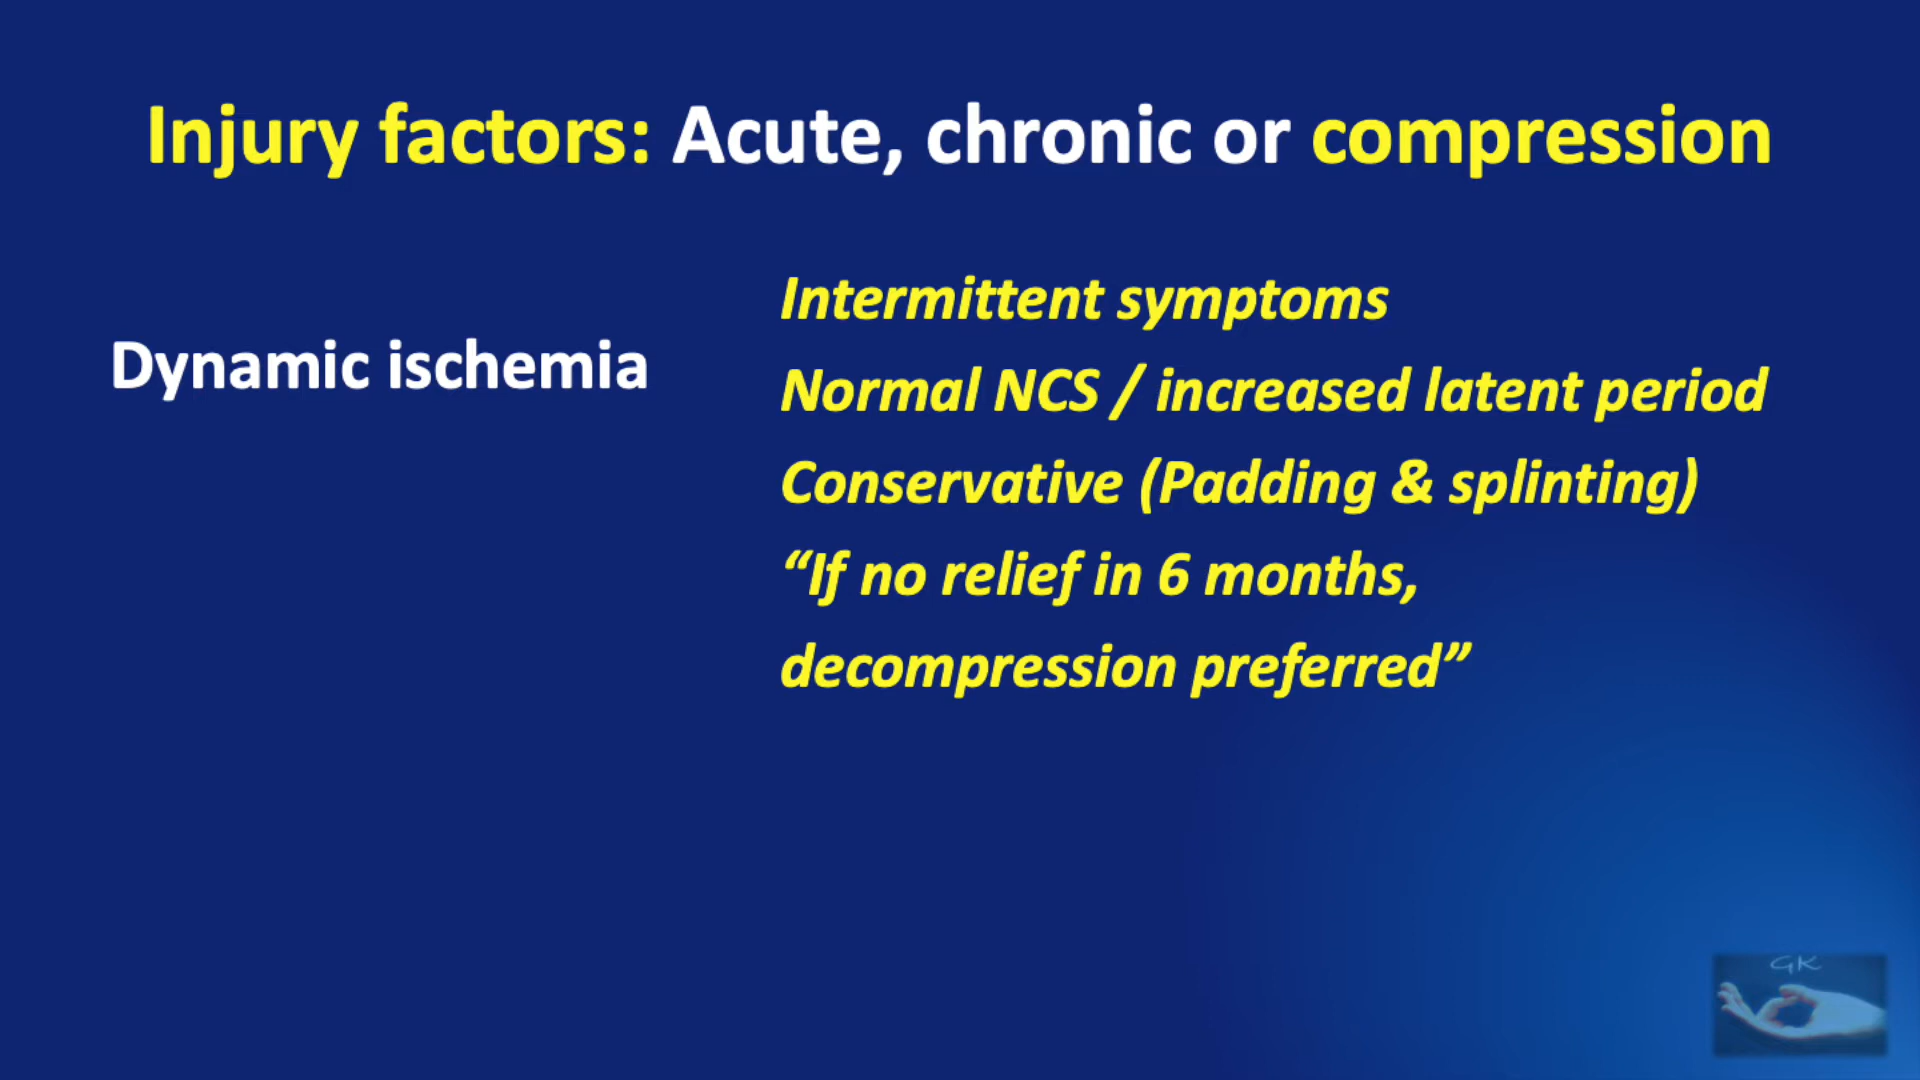 Injury factors: Acute, chronic or compression
Dynamic ischemia
Intermittent symptoms
Normal NCS / increased latent period
Conservative (Padding & splinting)
“If no relief in 6 months,
decompression preferred”
GK